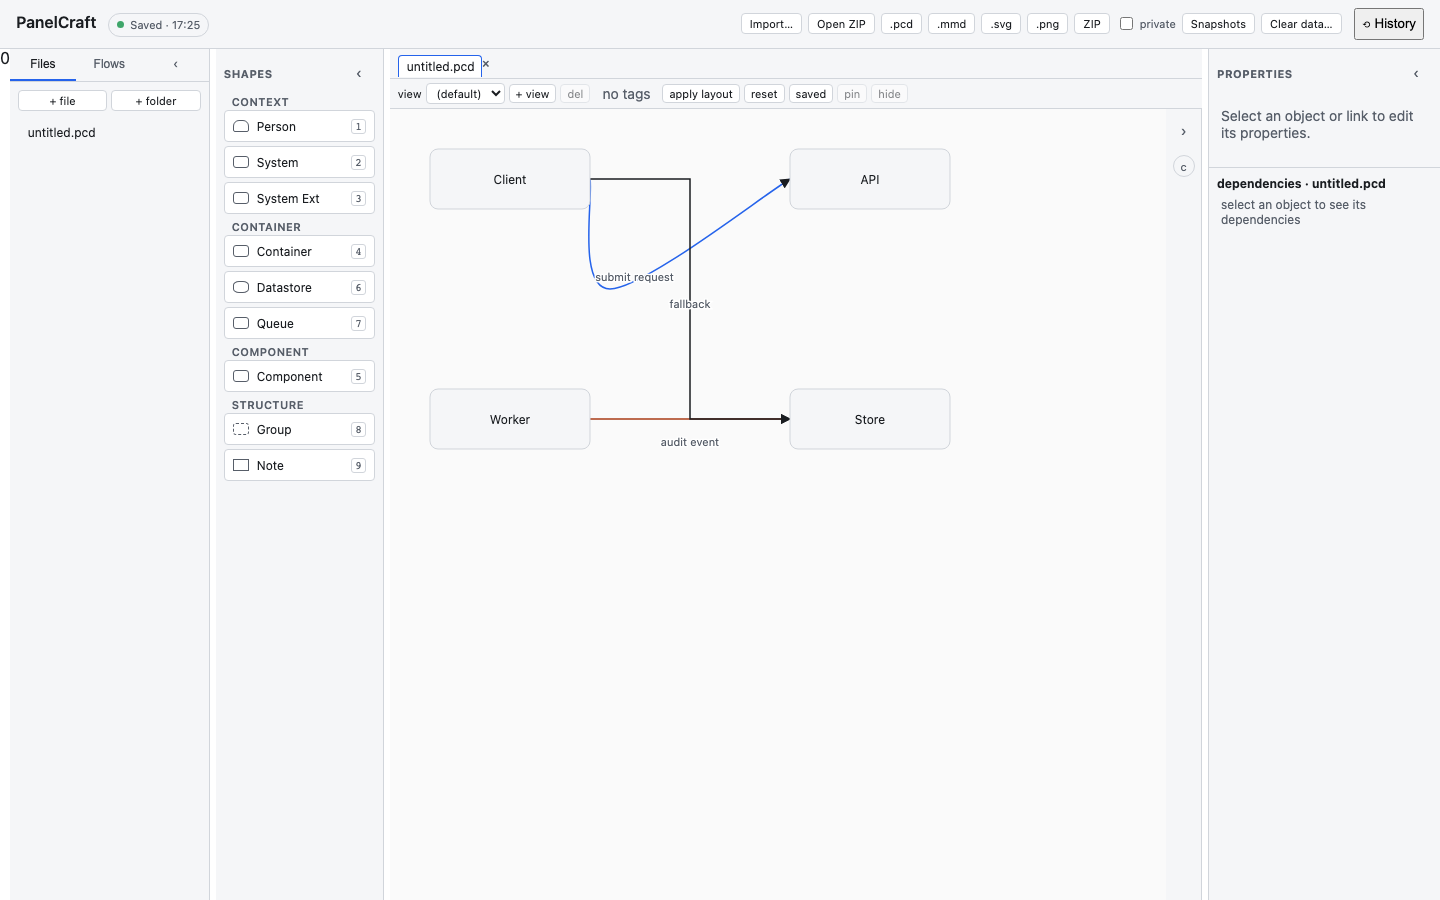 PanelCraft
Saved · 17:25
Import...
Open ZIP
.pcd
.mmd
.svg
.png
ZIP
private
Snapshots
Clear data...
History
0
Files
Flows
+ file
+ folder
untitled.pcd
SHAPES
CONTEXT
Person 1
System 2
System Ext 3
CONTAINER
Container 4
Datastore 6
Queue 7
COMPONENT
Component 5
STRUCTURE
Group 8
Note 9
untitled.pcd ×
view (default) + view del no tags apply layout reset saved pin hide
Client
API
submit request
fallback
Worker
Store
audit event
c
PROPERTIES
Select an object or link to edit
its properties.
dependencies · untitled.pcd
select an object to see its
dependencies